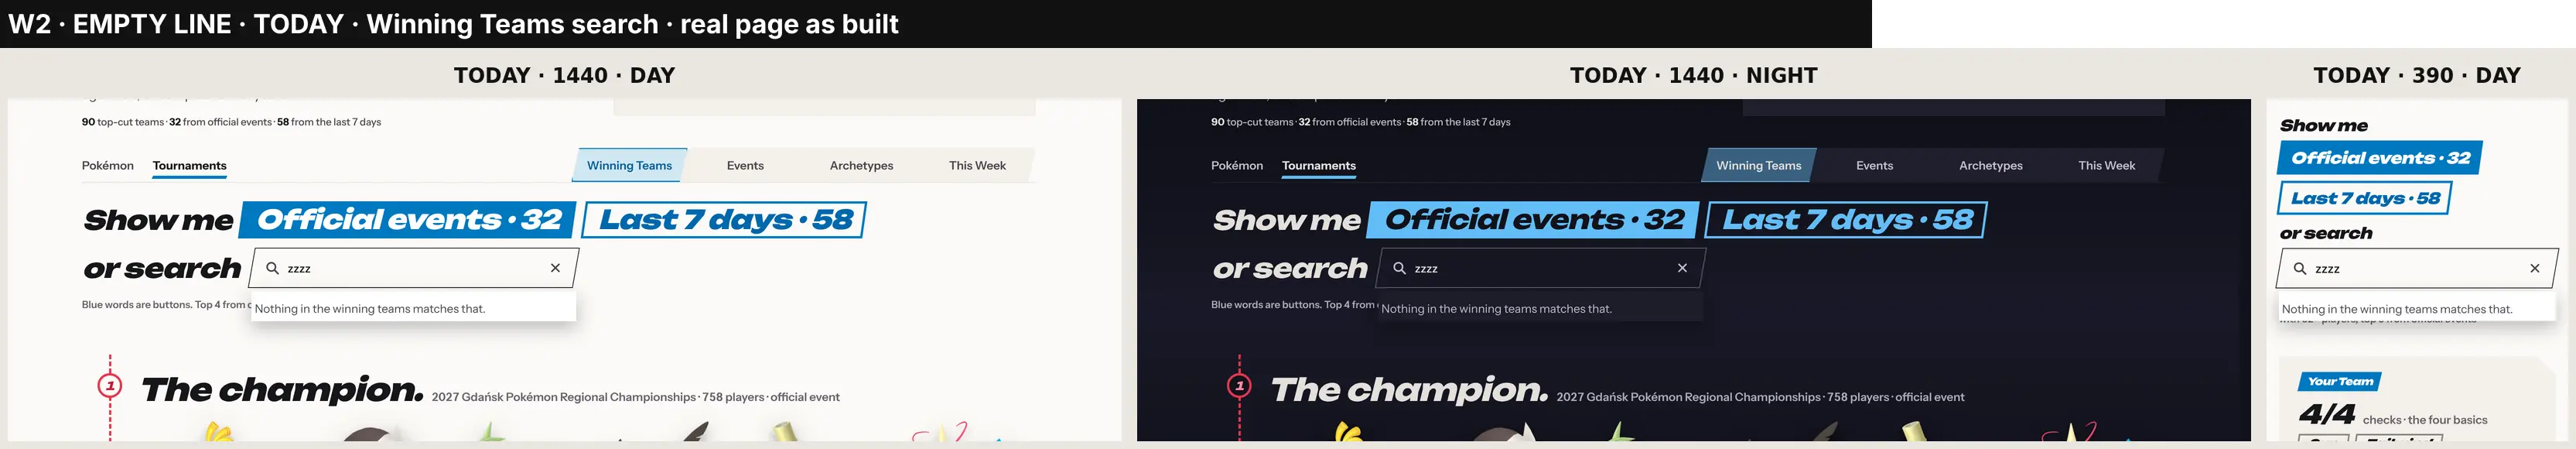 W2 · EMPTY LINE · TODAY · Winning Teams search · real page as built
TODAY · 1440 · DAY
90 top-cut teams · 32 from official events · 58 from the last 7 days
Pokémon Tournaments Winning Teams Events Archetypes This Week
Show me Official events · 32 Last 7 days · 58
or search zzzz
Blue words are buttons. Top 4 from
Nothing in the winning teams matches that.
1 The champion. 2027 Gdańsk Pokémon Regional Championships · 758 players · official event
TODAY · 1440 · NIGHT
90 top-cut teams · 32 from official events · 58 from the last 7 days
Pokémon Tournaments Winning Teams Events Archetypes This Week
Show me Official events · 32 Last 7 days · 58
or search zzzz
Blue words are buttons. Top 4 from
Nothing in the winning teams matches that.
1 The champion. 2027 Gdańsk Pokémon Regional Championships · 758 players · official event
TODAY · 390 · DAY
Show me
Official events · 32
Last 7 days · 58
or search
zzzz
Nothing in the winning teams matches that.
Your Team
4/4 checks · the four basics